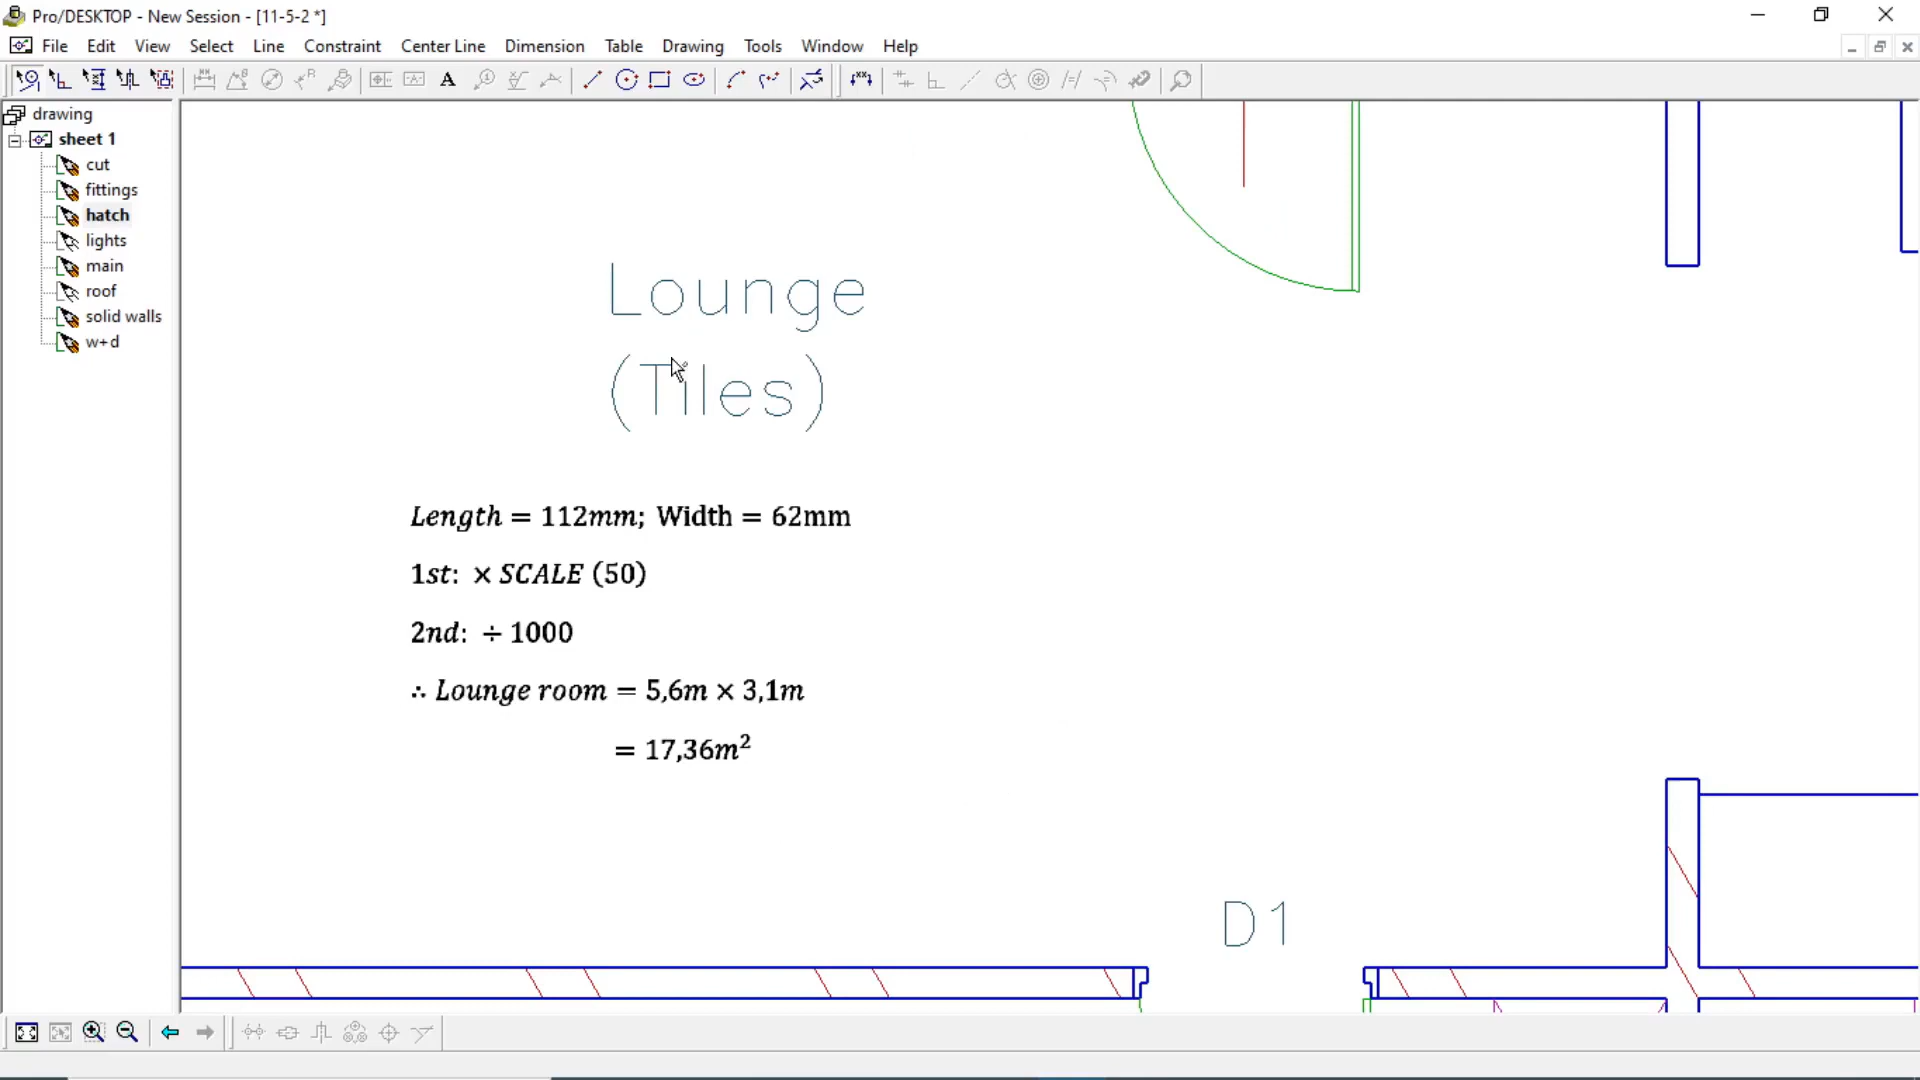 Pro/DESKTOP - New Session - [11-5-2 *]
File Edit View Select Line Constraint Center Line Dimension Table Drawing Tools Window Help
drawing
sheet 1
cut
fittings
hatch
lights
main
roof
solid walls
w+d
Lounge
(Tiles)
Length = 112mm; Width = 62mm
1st: × SCALE (50)
2nd: ÷ 1000
∴ Lounge room = 5,6m × 3,1m
= 17,36m²
D1